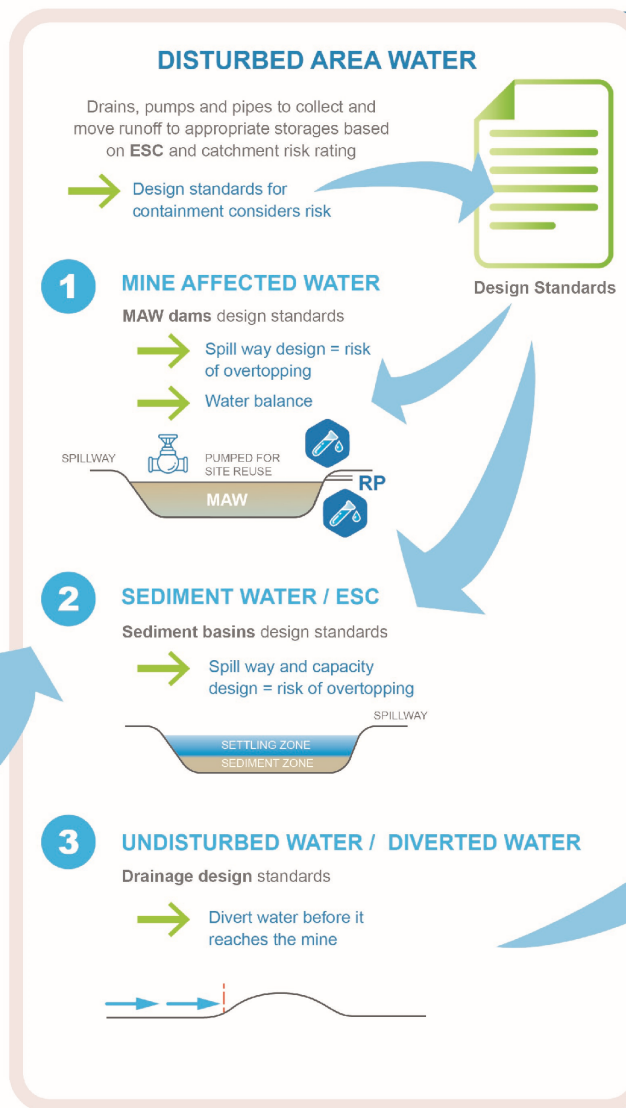 DISTURBED AREA WATER
Drains, pumps and pipes to collect and
move runoff to appropriate storages based
on ESC and catchment risk rating
Design standards for
containment considers risk
Design Standards
1
MINE AFFECTED WATER
MAW dams design standards
Spill way design = risk
of overtopping
Water balance
SPILLWAY
PUMPED FOR
SITE REUSE
RP
MAW
2
SEDIMENT WATER / ESC
Sediment basins design standards
Spill way and capacity
design = risk of overtopping
SPILLWAY
SETTLING ZONE
SEDIMENT ZONE
3
UNDISTURBED WATER / DIVERTED WATER
Drainage design standards
Divert water before it
reaches the mine